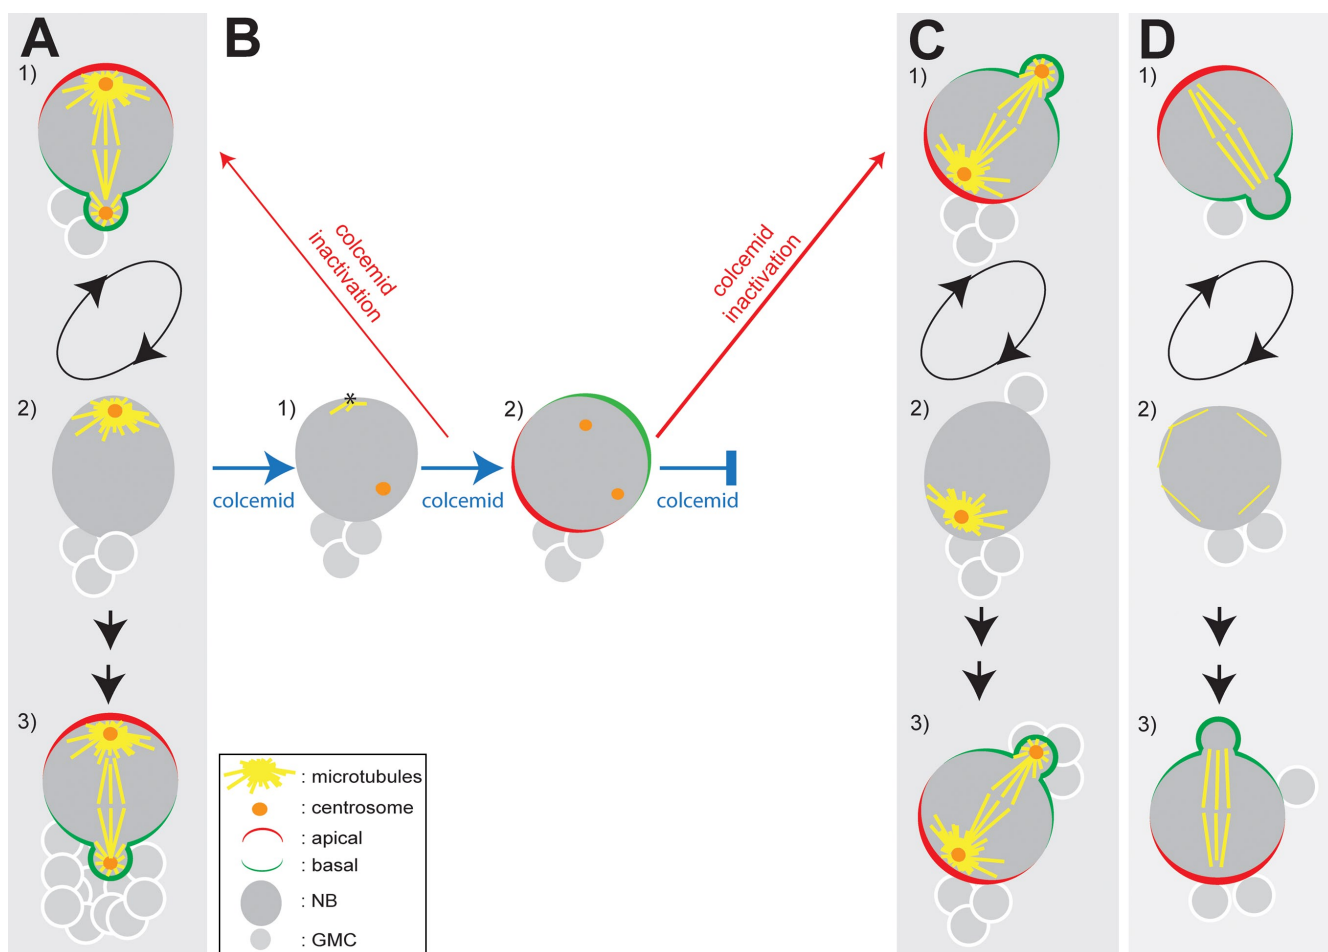 A
B
C
D
1)
1)
1)
colcemid
inactivation
colcemid
inactivation
2)
1)
*
2)
2)
2)
colcemid
colcemid
colcemid
3)
3)
3)
: microtubules
: centrosome
: apical
: basal
: NB
: GMC